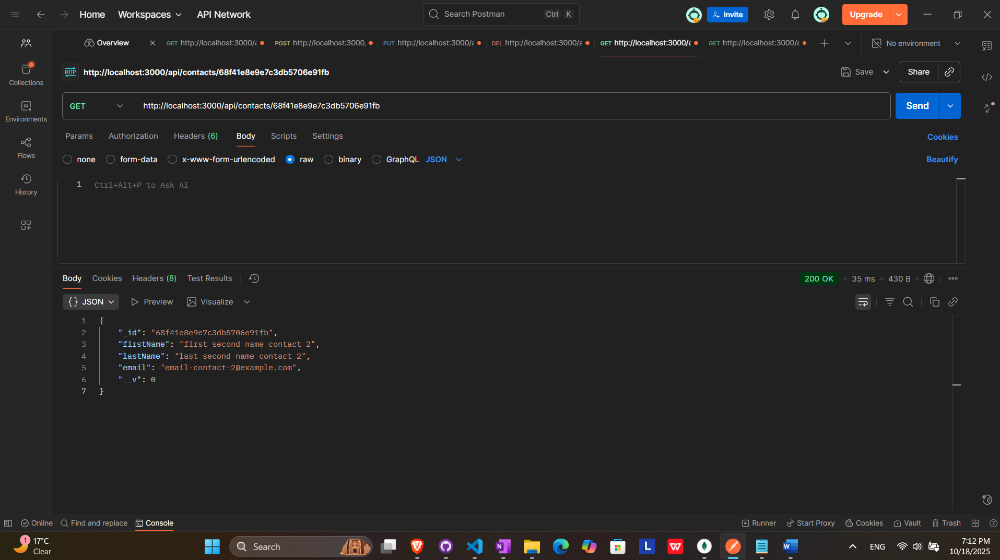 Home Workspaces API Network Search Postman Ctrl K Invite Upgrade
Overview GET http://localhost:3000/a POST http://localhost:3000, PUT http://localhost:3000/a DEL http://localhost:3000/a GET http://localhost:3000/a GET http://localhost:3000/a No environment
HTTP http://localhost:3000/api/contacts/68f41e8e9e7c3db5706e91fb Save Share
Collections
GET http://localhost:3000/api/contacts/68f41e8e9e7c3db5706e91fb Send
Environments
Params Authorization Headers (6) Body Scripts Settings Cookies
Flows
none form-data x-www-form-urlencoded raw binary GraphQL JSON Beautify
1 Ctrl+Alt+P to Ask AI
History
Body Cookies Headers (8) Test Results 200 OK 35 ms 430 B
{} JSON Preview Visualize
1 {
2 "_id": "68f41e8e9e7c3db5706e91fb",
3 "firstName": "first second name contact 2",
4 "lastName": "last second name contact 2",
5 "email": "email-contact-2@example.com",
6 "__v": 0
7 }
Online Find and replace Console Runner Start Proxy Cookies Vault Trash
1 17°C
Clear
Search
N
L
W
W
ENG
7:12 PM
10/18/2025